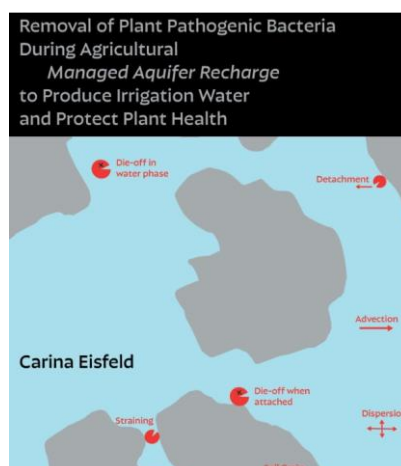 Removal of Plant Pathogenic Bacteria
During Agricultural
Managed Aquifer Recharge
to Produce Irrigation Water
and Protect Plant Health
Die-off in
water phase
Detachment
Advection
Carina Eisfeld
Die-off when
attached
Straining
Dispersio